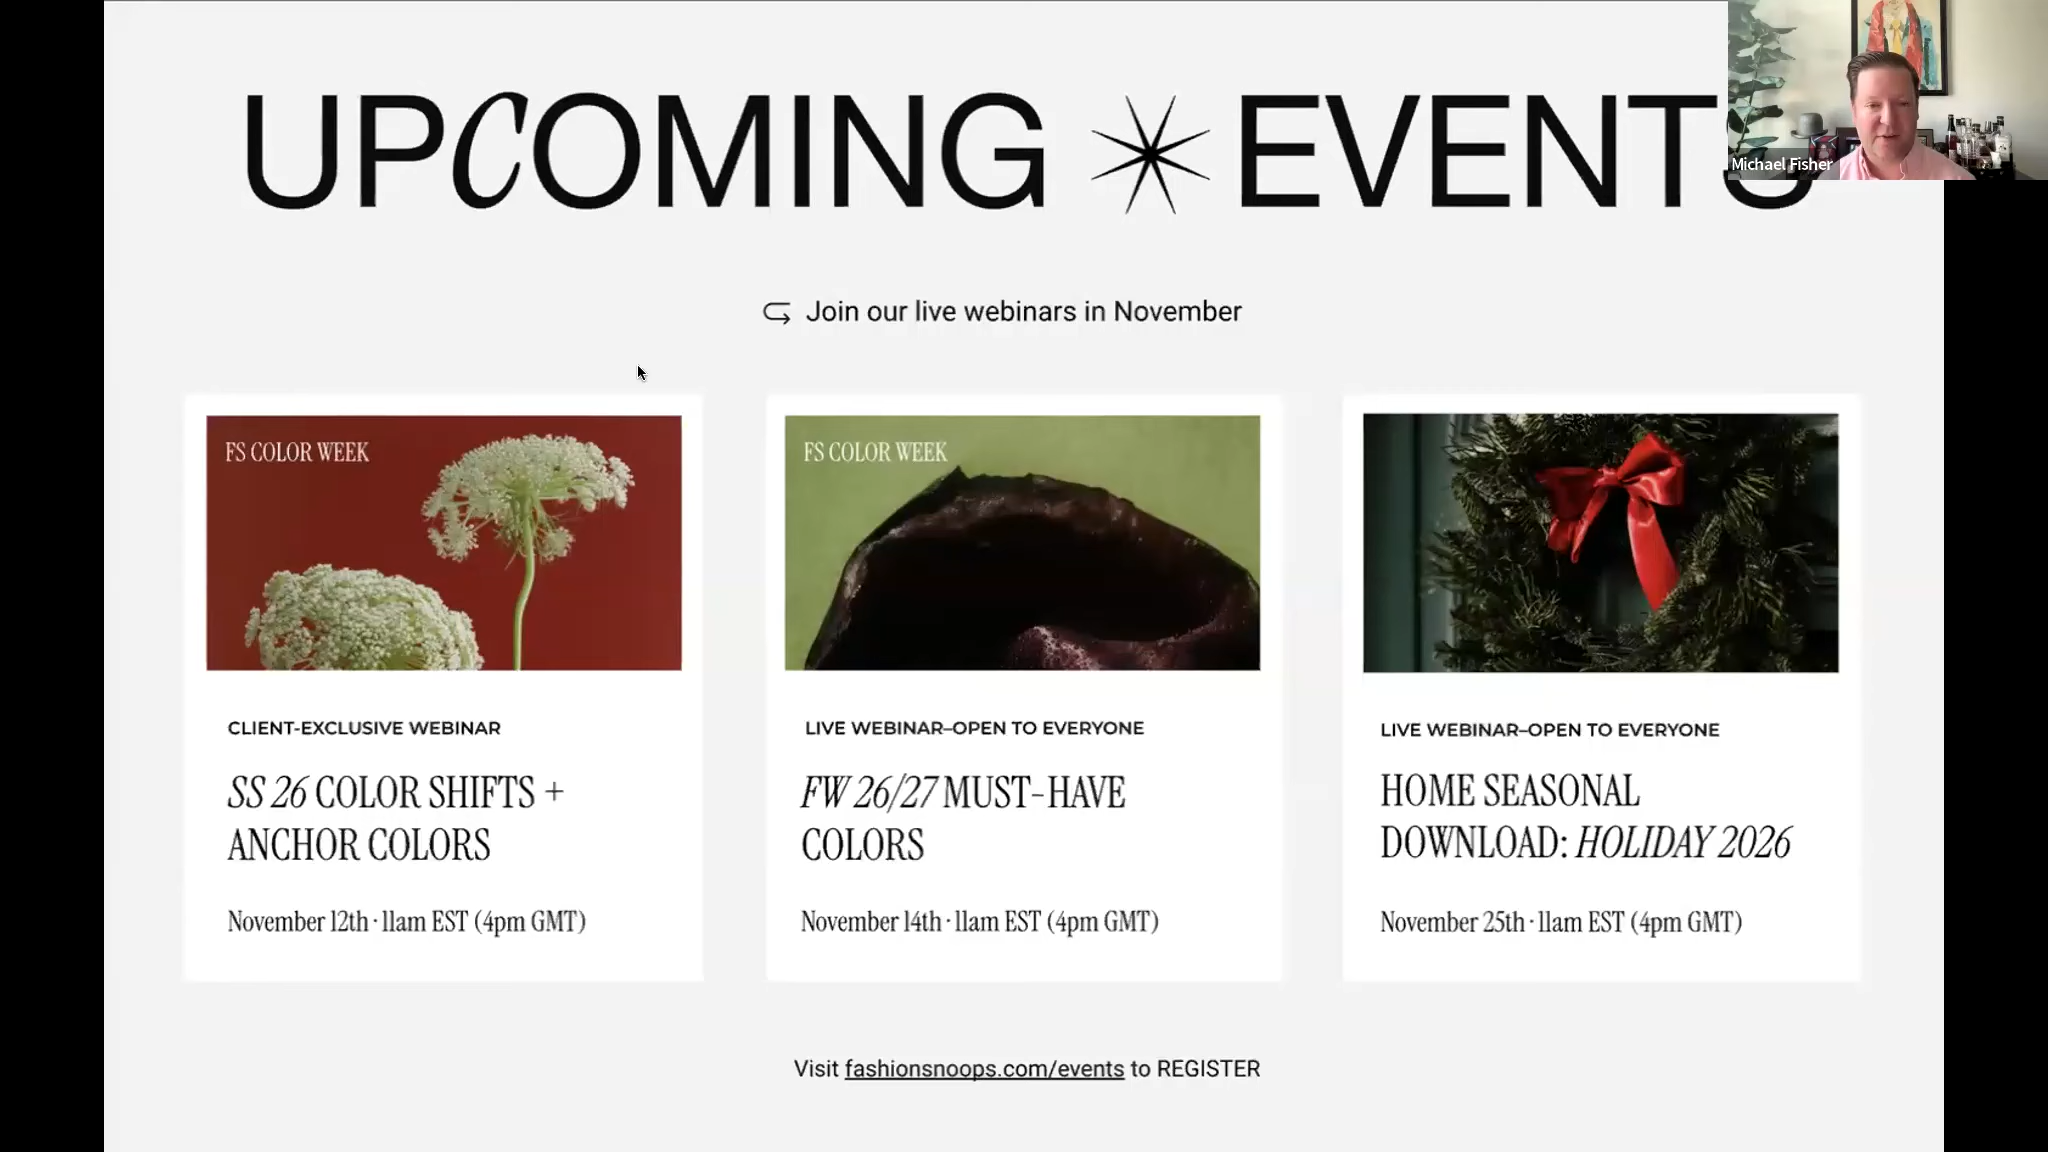 UPCOMING EVENTS
Michael Fisher
Join our live webinars in November
FS COLOR WEEK
CLIENT-EXCLUSIVE WEBINAR
SS 26 COLOR SHIFTS +
ANCHOR COLORS
November 12th · 11am EST (4pm GMT)
FS COLOR WEEK
LIVE WEBINAR–OPEN TO EVERYONE
FW 26/27 MUST-HAVE
COLORS
November 14th · 11am EST (4pm GMT)
LIVE WEBINAR–OPEN TO EVERYONE
HOME SEASONAL
DOWNLOAD: HOLIDAY 2026
November 25th · 11am EST (4pm GMT)
Visit fashionsnoops.com/events to REGISTER